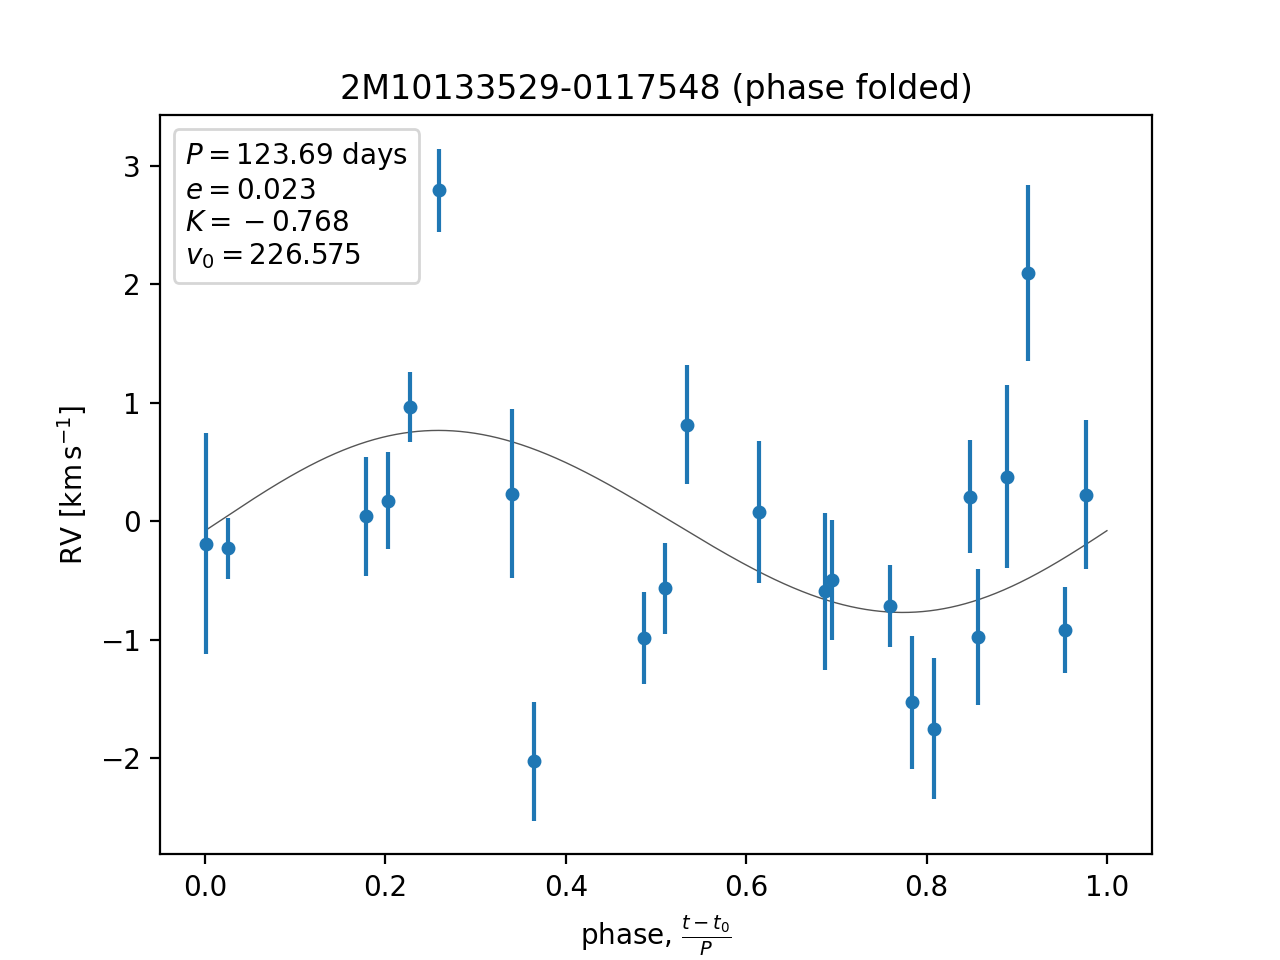 2M10133529-0117548 (phase folded)
P = 123.69 days
e = 0.023
K = −0.768
v₀ = 226.575
RV [km s⁻¹]
3
2
1
0
−1
−2
0.0 0.2 0.4 0.6 0.8 1.0
phase, (t − t₀)/P